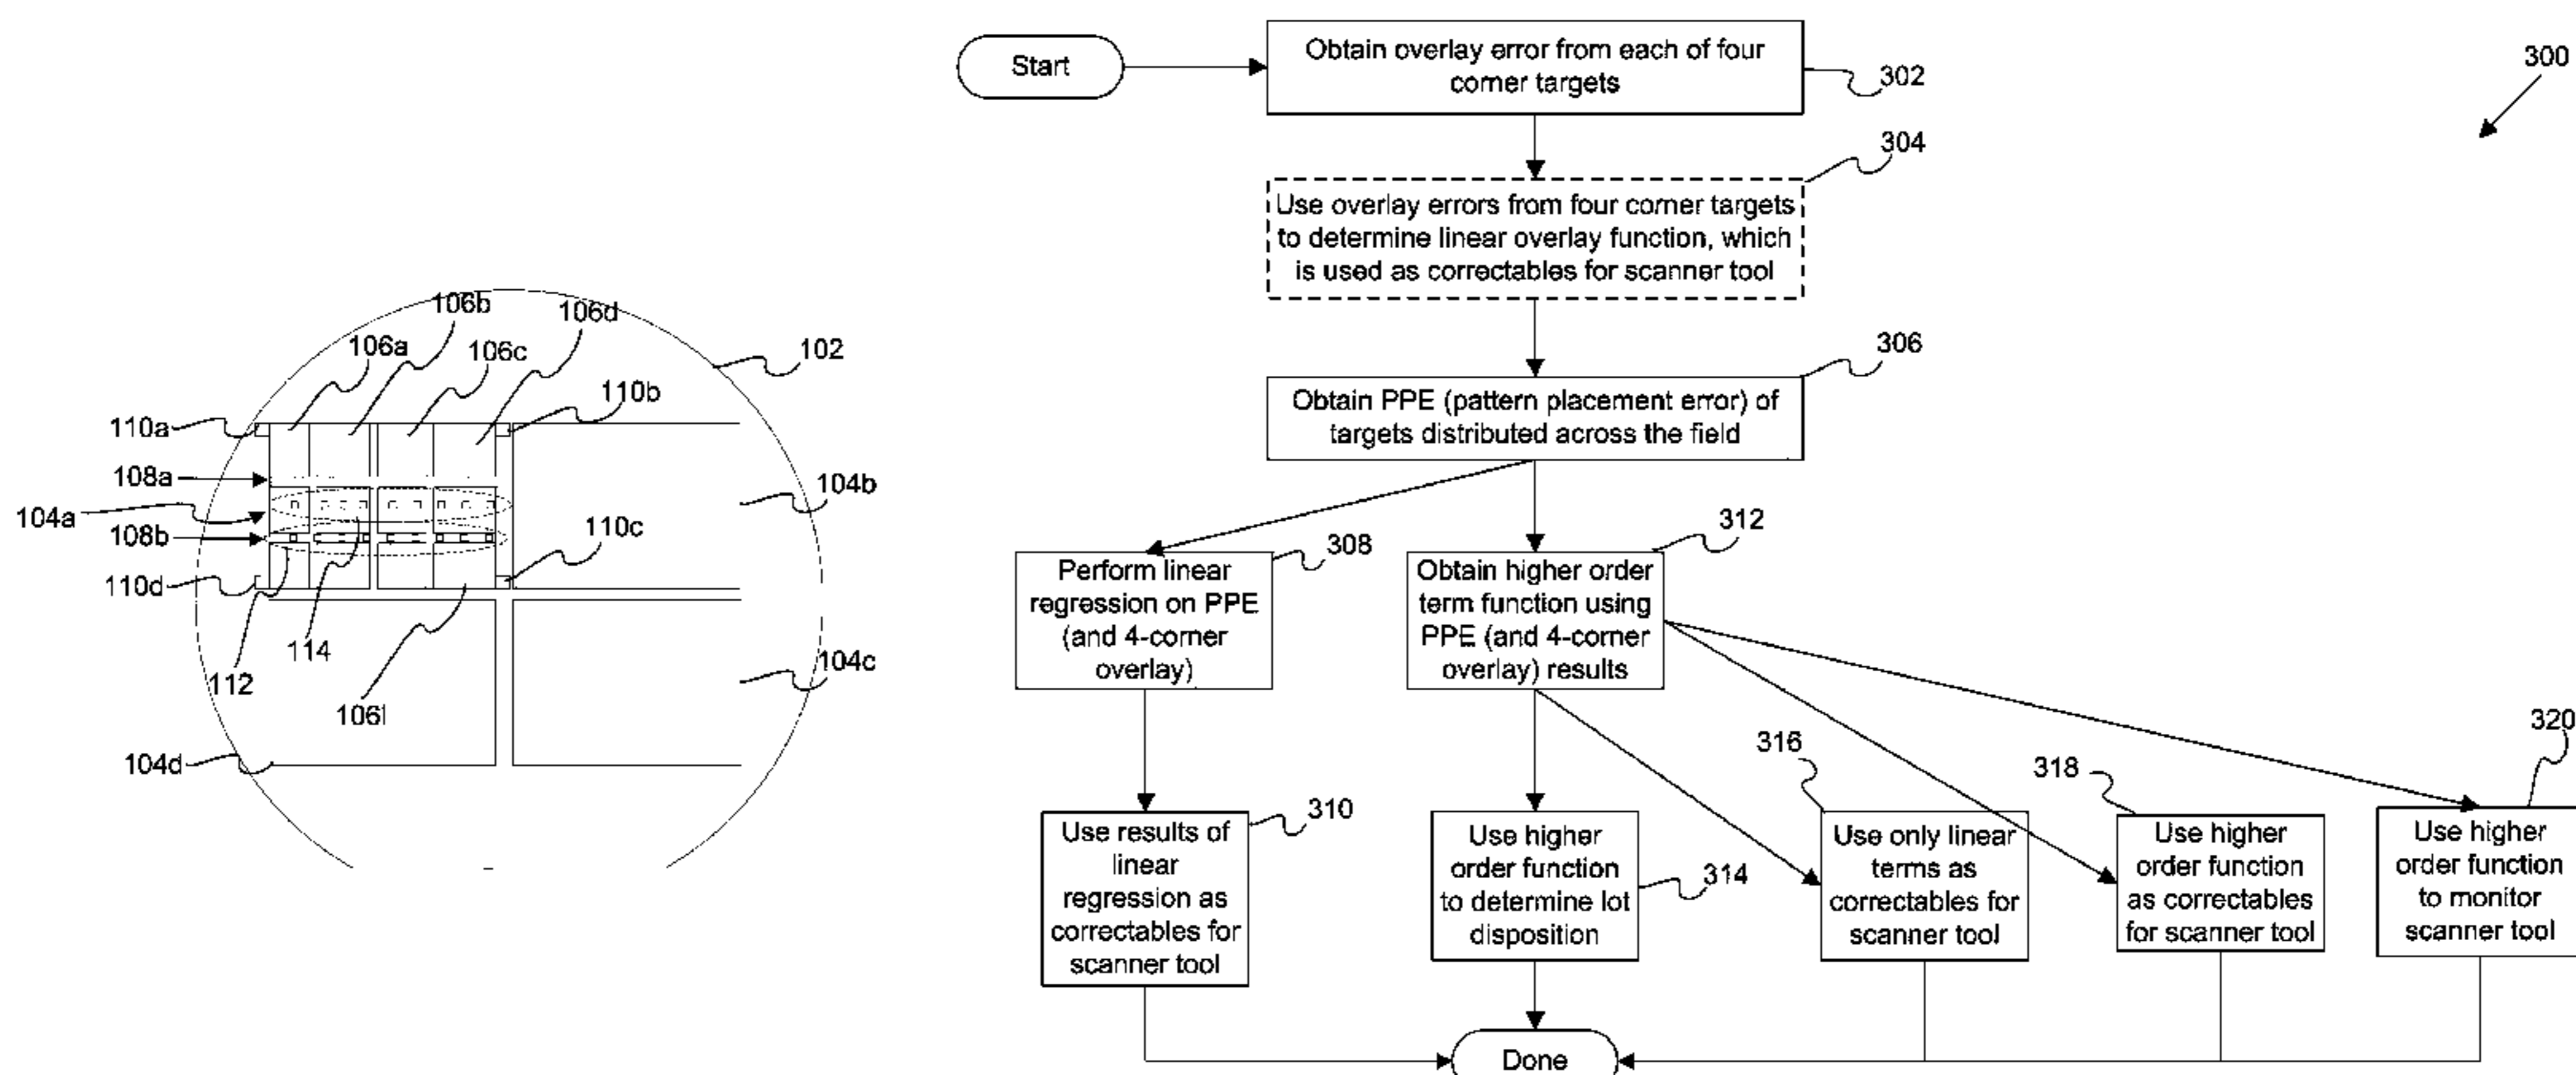 106b
106d
106a
106c
102
110a
110b
108a
104a
104b
108b
110c
110d
114
112
104c
106l
104d
300
Start
Obtain overlay error from each of four
corner targets
302
304
Use overlay errors from four corner targets
to determine linear overlay function, which
is used as correctables for scanner tool
306
Obtain PPE (pattern placement error) of
targets distributed across the field
308
Perform linear
regression on PPE
(and 4-corner
overlay)
312
Obtain higher order
term function using
PPE (and 4-corner
overlay) results
310
Use results of
linear
regression as
correctables for
scanner tool
Use higher
order function
to determine lot
disposition
314
316
Use only linear
terms as
correctables for
scanner tool
318
Use higher
order function
as correctables
for scanner tool
320
Use higher
order function
to monitor
scanner tool
Done